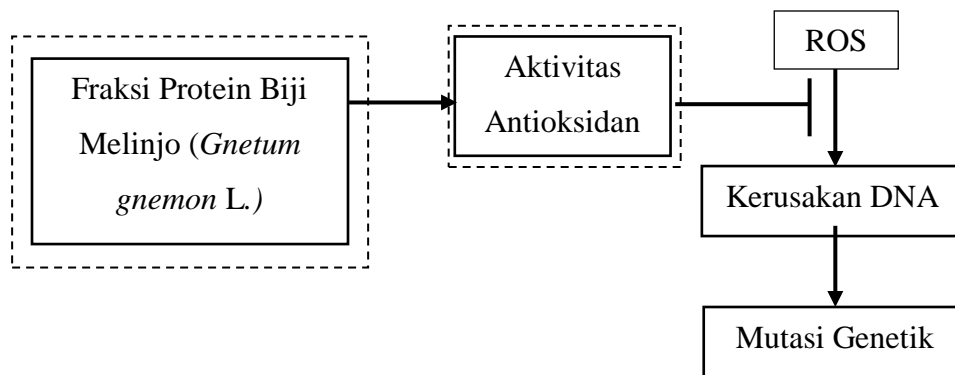 Fraksi Protein Biji
Melinjo (Gnetum
gnemon L.)
Aktivitas
Antioksidan
ROS
Kerusakan DNA
Mutasi Genetik